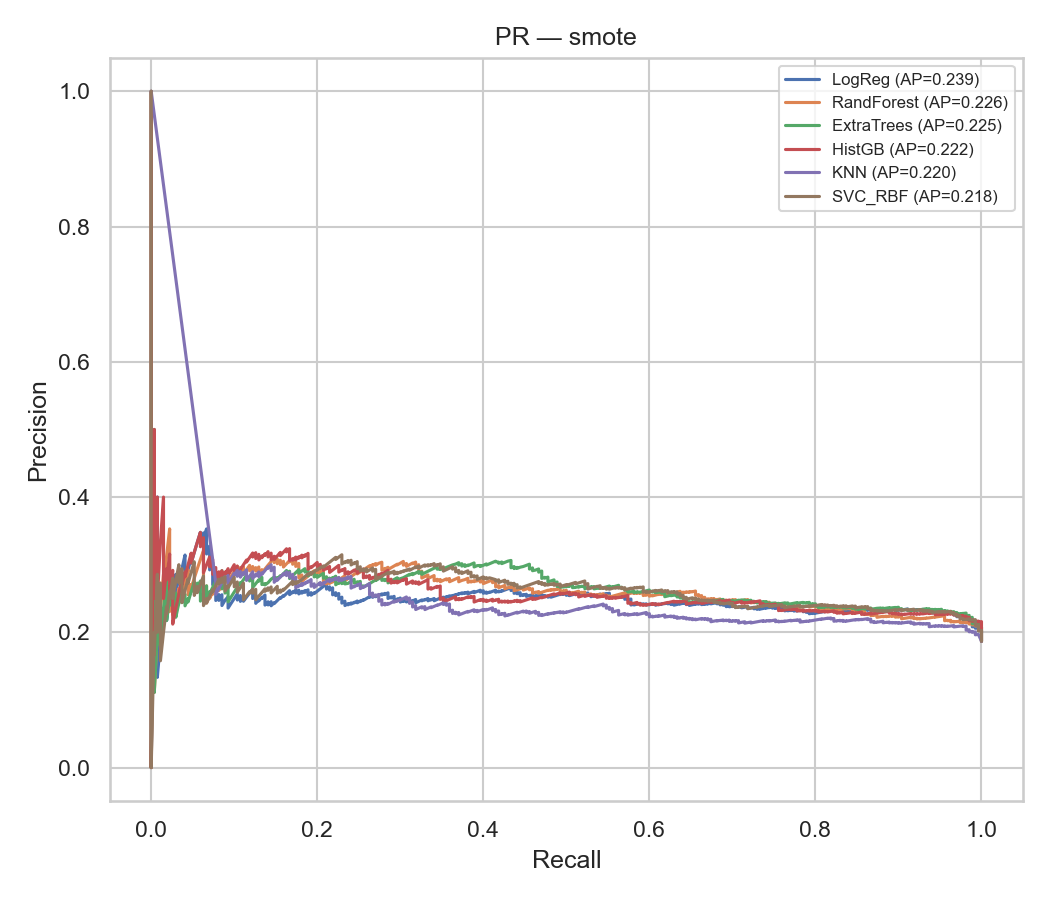 PR — smote
LogReg (AP=0.239)
RandForest (AP=0.226)
ExtraTrees (AP=0.225)
HistGB (AP=0.222)
KNN (AP=0.220)
SVC_RBF (AP=0.218)
Precision
1.0
0.8
0.6
0.4
0.2
0.0
0.0 0.2 0.4 0.6 0.8 1.0
Recall